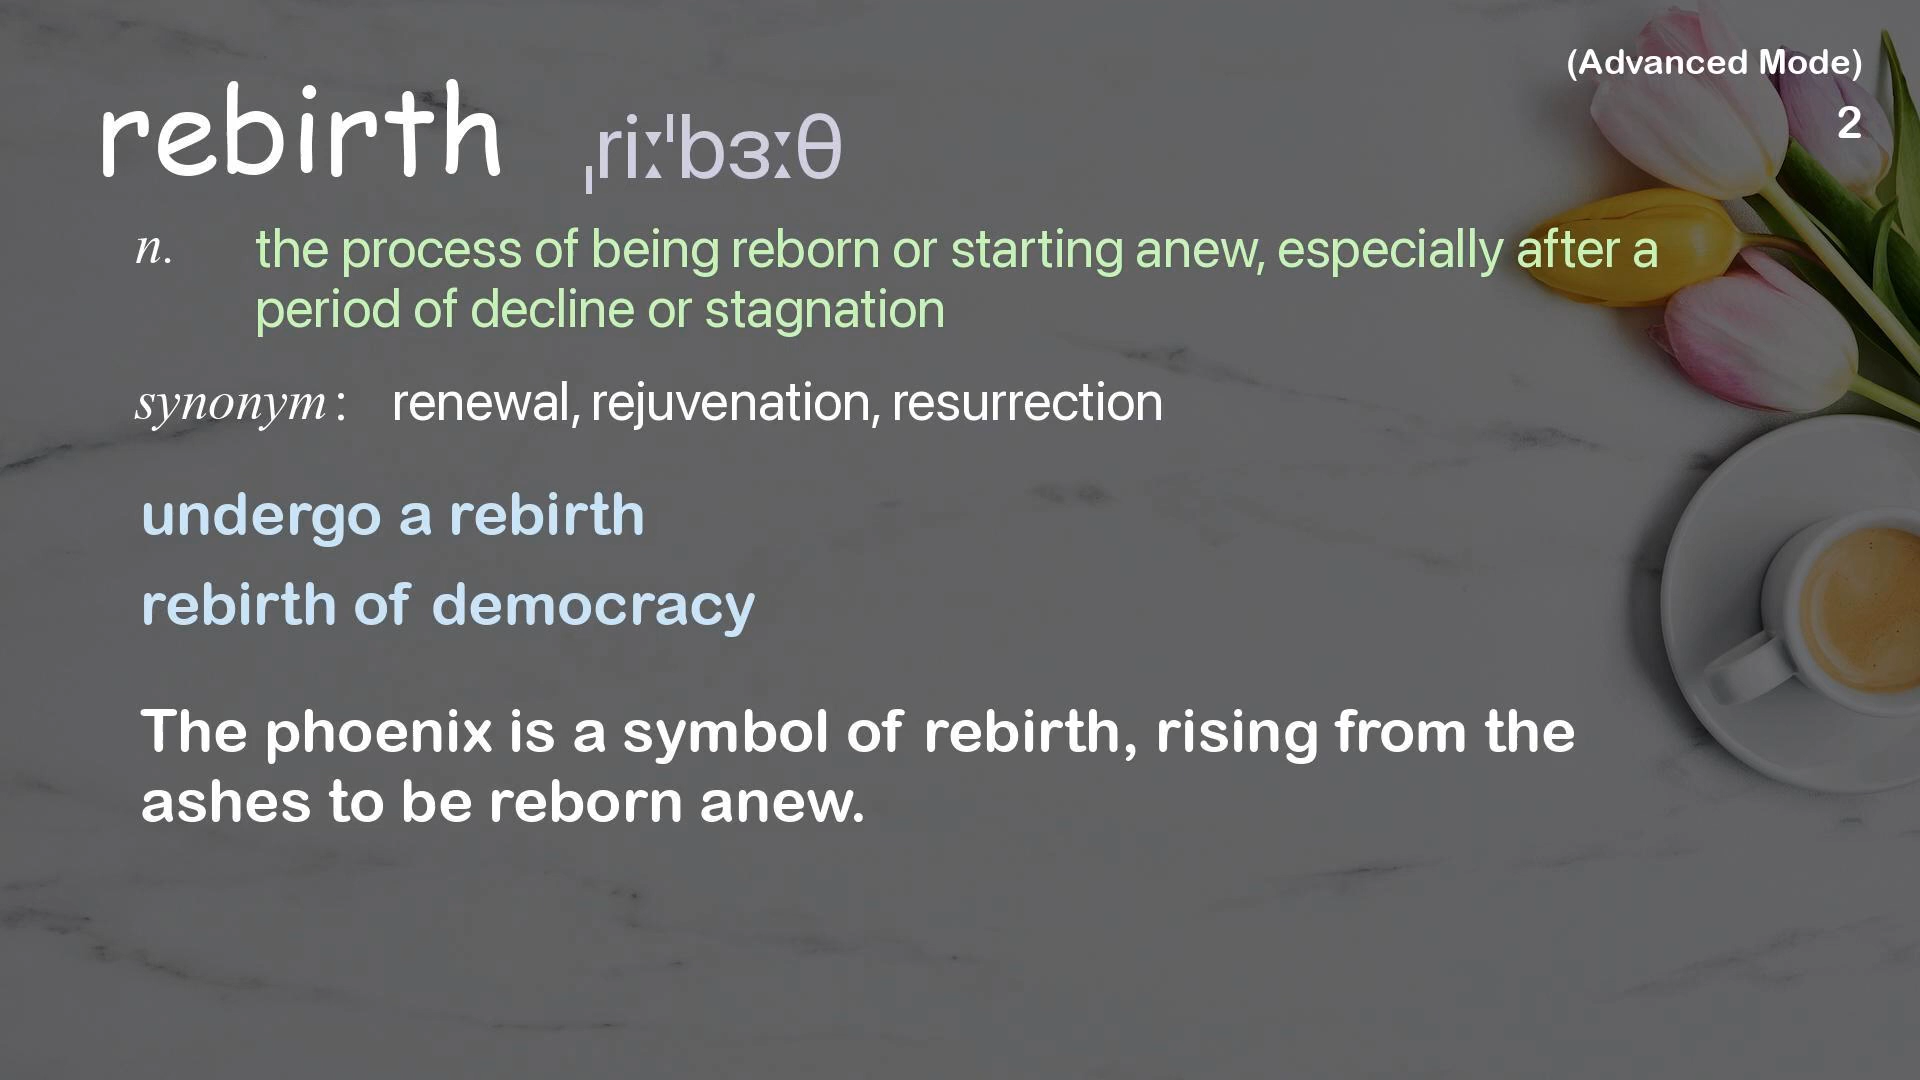 (Advanced Mode)
2
rebirth ˌriːˈbɜːθ
n. the process of being reborn or starting anew, especially after a
period of decline or stagnation
synonym: renewal, rejuvenation, resurrection
undergo a rebirth
rebirth of democracy
The phoenix is a symbol of rebirth, rising from the
ashes to be reborn anew.